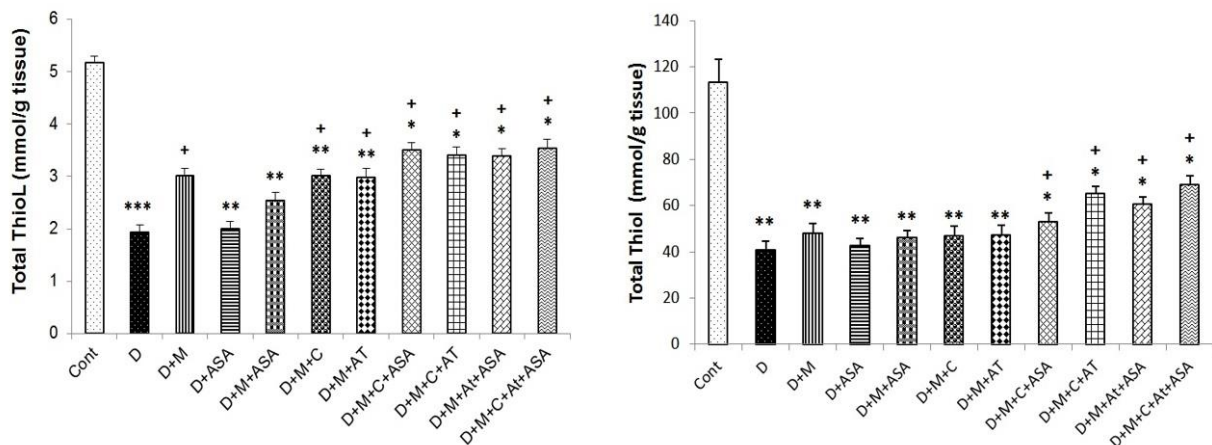 Total ThioL (mmol/g tissue)
6
5
4
3
2
1
0
***
+
**
**
+
**
+
**
+
*
+
*
+
*
+
*
Cont
D
D+M
D+ASA
D+M+ASA
D+M+C
D+M+AT
D+M+C+ASA
D+M+C+AT
D+M+At+ASA
D+M+C+At+ASA
Total Thiol (mmol/g tissue)
140
120
100
80
60
40
20
0
**
**
**
**
**
**
+
*
+
*
+
*
+
*
Cont
D
D+M
D+ASA
D+M+ASA
D+M+C
D+M+AT
D+M+C+ASA
D+M+C+AT
D+M+At+ASA
D+M+C+At+ASA